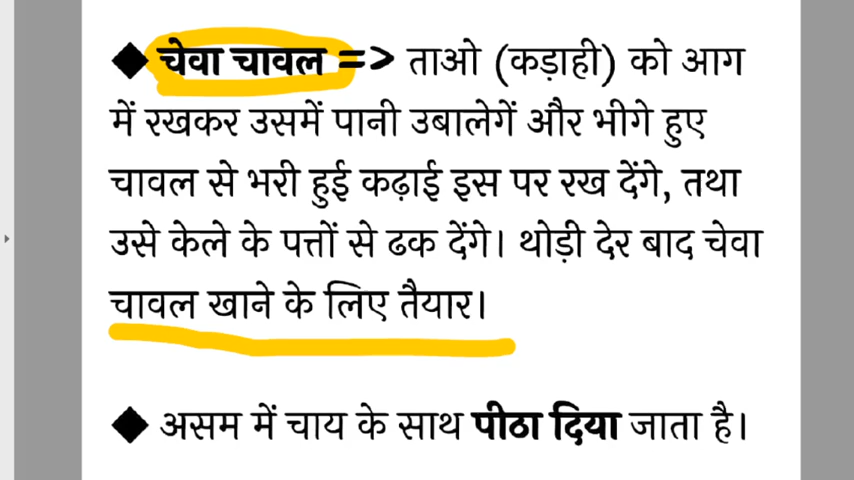 ◆ चेवा चावल => ताओ (कड़ाही) को आग
में रखकर उसमें पानी उबालेगें और भीगे हुए
चावल से भरी हुई कढ़ाई इस पर रख देंगे, तथा
उसे केले के पत्तों से ढक देंगे। थोड़ी देर बाद चेवा
चावल खाने के लिए तैयार।
◆ असम में चाय के साथ पीठा दिया जाता है।